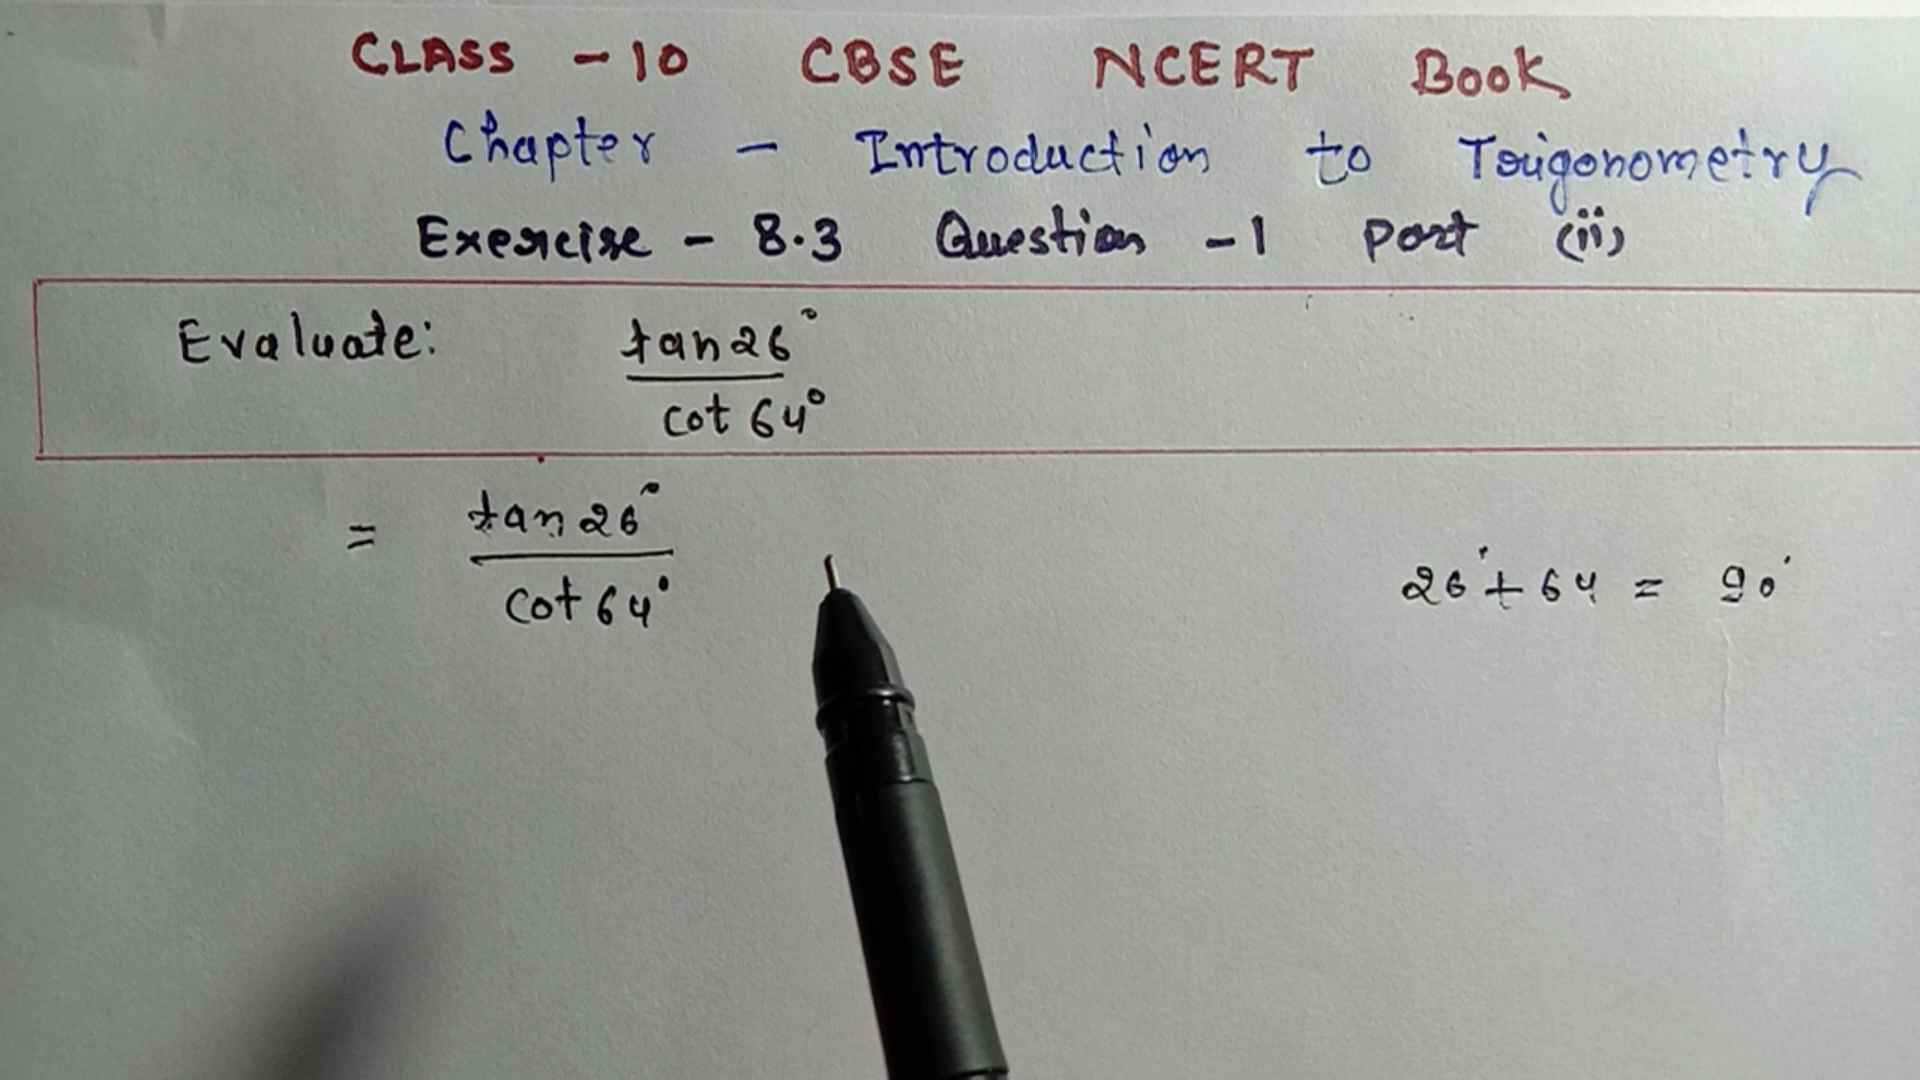 CLASS - 10 CBSE NCERT Book
Chapter - Introduction to Trigonometry
Exercise - 8.3 Question - 1 part (ii)
Evaluate: tan 26°
cot 64°
= tan 26°
cot 64°
26° + 64 = 90°